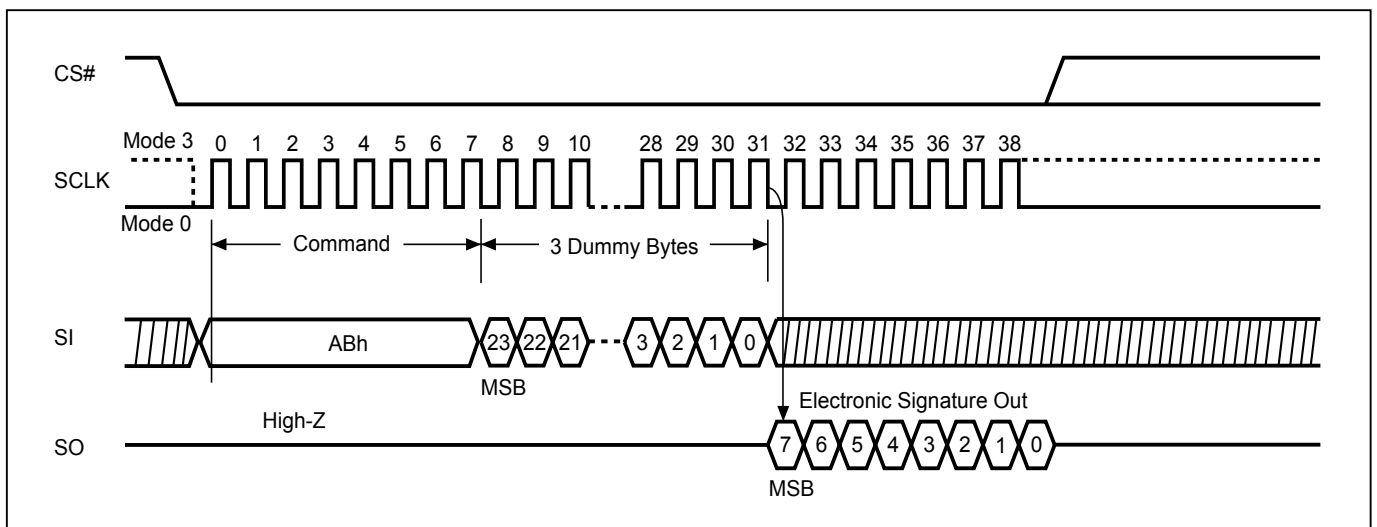 CS#
Mode 3
0 1 2 3 4 5 6 7 8 9 10 28 29 30 31 32 33 34 35 36 37 38
SCLK
Mode 0
Command
3 Dummy Bytes
SI
ABh
23 22 21 3 2 1 0
MSB
High-Z
Electronic Signature Out
SO
7 6 5 4 3 2 1 0
MSB